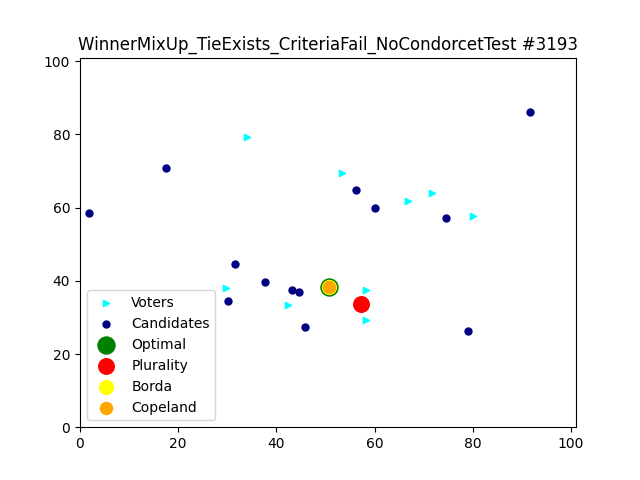 WinnerMixUp_TieExists_CriteriaFail_NoCondorcetTest #3193
100
80
60
40
20
0
Voters
Candidates
Optimal
Plurality
Borda
Copeland
0 20 40 60 80 100